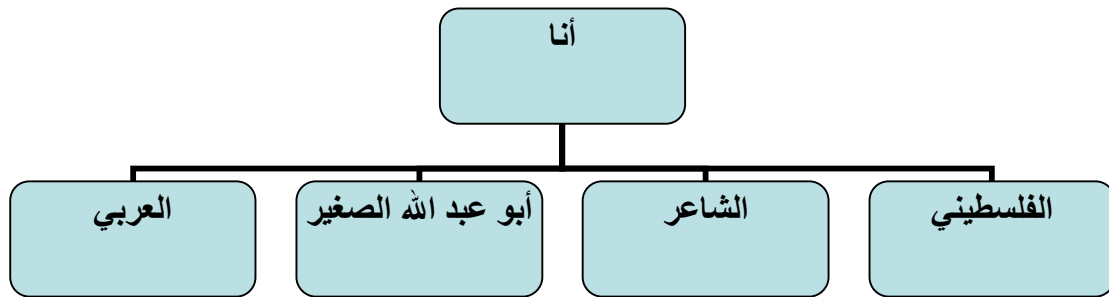 أنا
الفلسطيني
الشاعر
أبو عبد الله الصغير
العربي